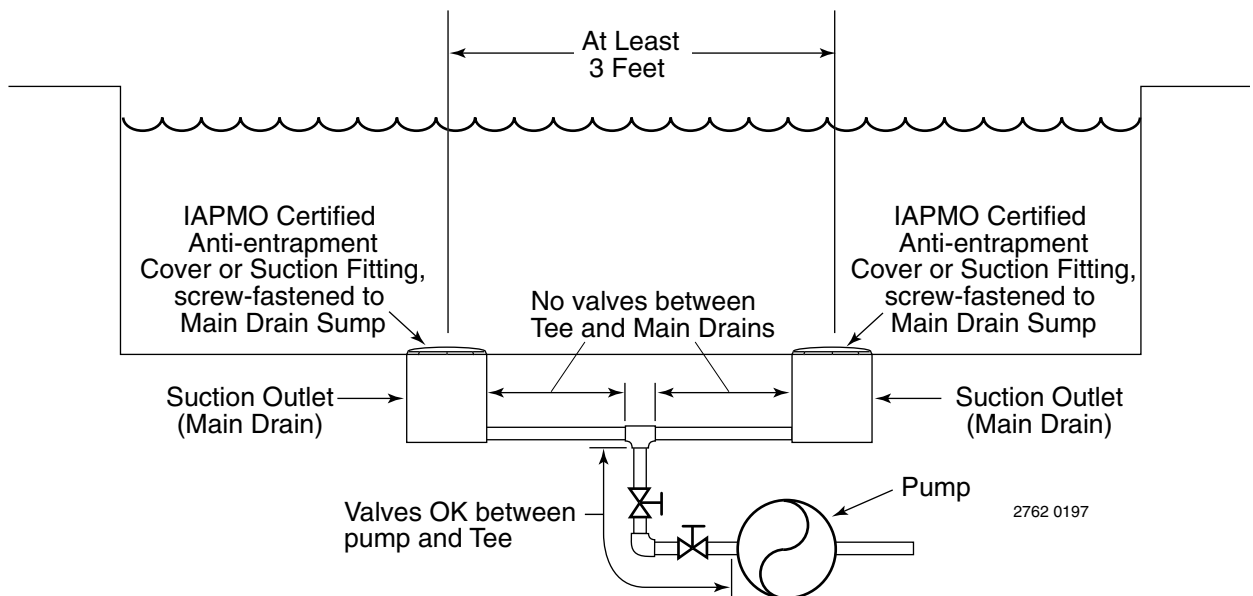 At Least
3 Feet
IAPMO Certified
Anti-entrapment
Cover or Suction Fitting,
screw-fastened to
Main Drain Sump
IAPMO Certified
Anti-entrapment
Cover or Suction Fitting,
screw-fastened to
Main Drain Sump
No valves between
Tee and Main Drains
Suction Outlet
(Main Drain)
Suction Outlet
(Main Drain)
Valves OK between
pump and Tee
Pump
2762 0197